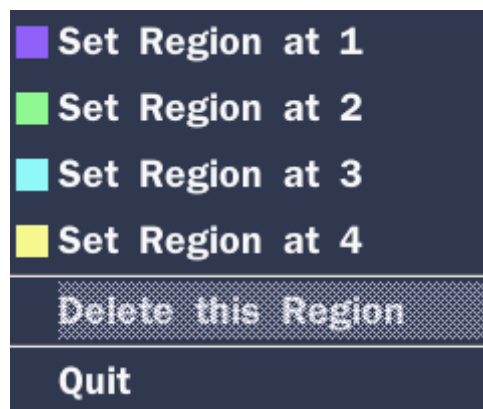 Set Region at 1
Set Region at 2
Set Region at 3
Set Region at 4
Delete this Region
Quit